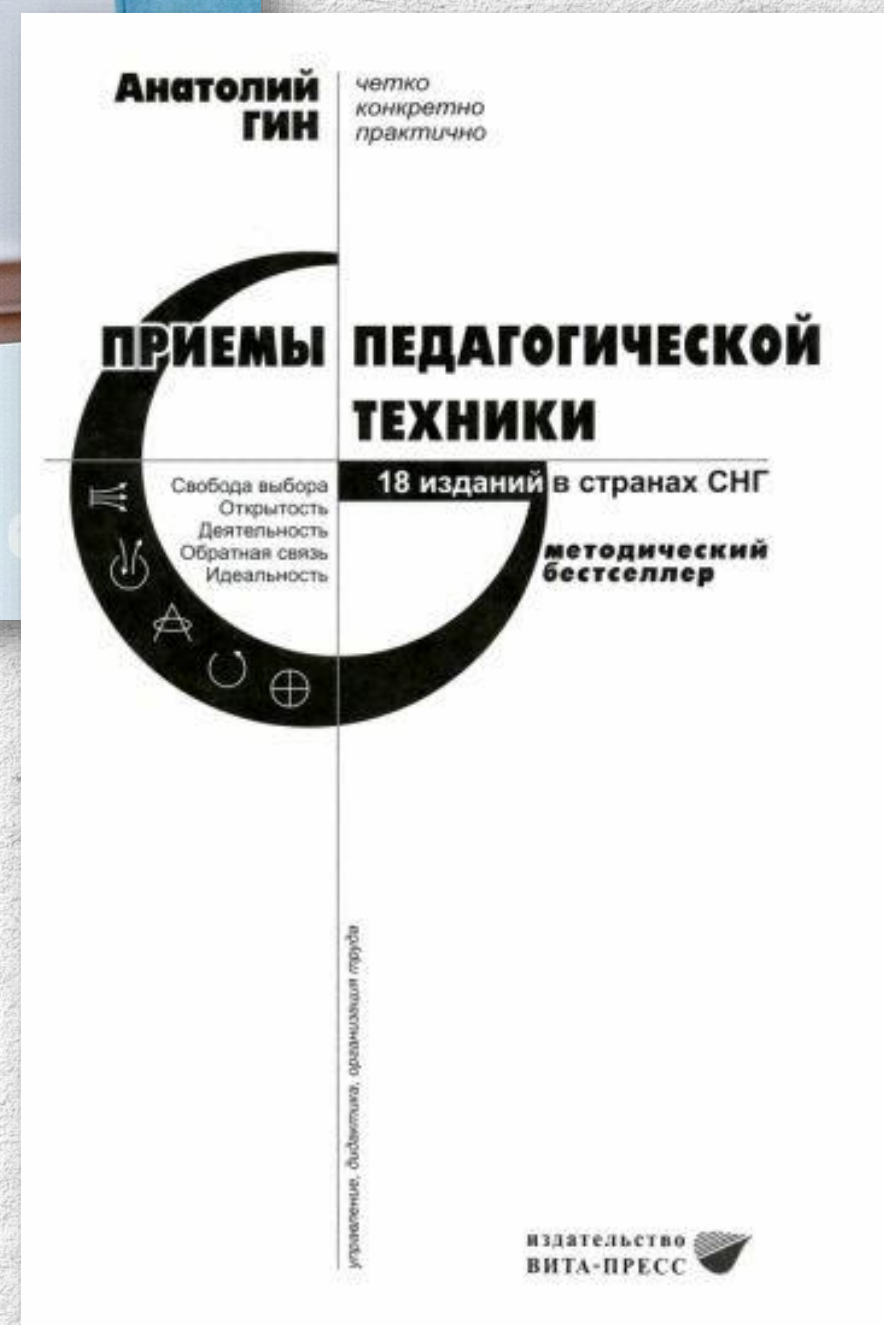 Анатолий
ГИН
четко
конкретно
практично
ПРИЕМЫ ПЕДАГОГИЧЕСКОЙ
ТЕХНИКИ
18 изданий в странах СНГ
Свобода выбора
Открытость
Деятельность
Обратная связь
Идеальность
методический
бестселлер
управление, дидактика, организация труда
издательство
ВИТА-ПРЕСС